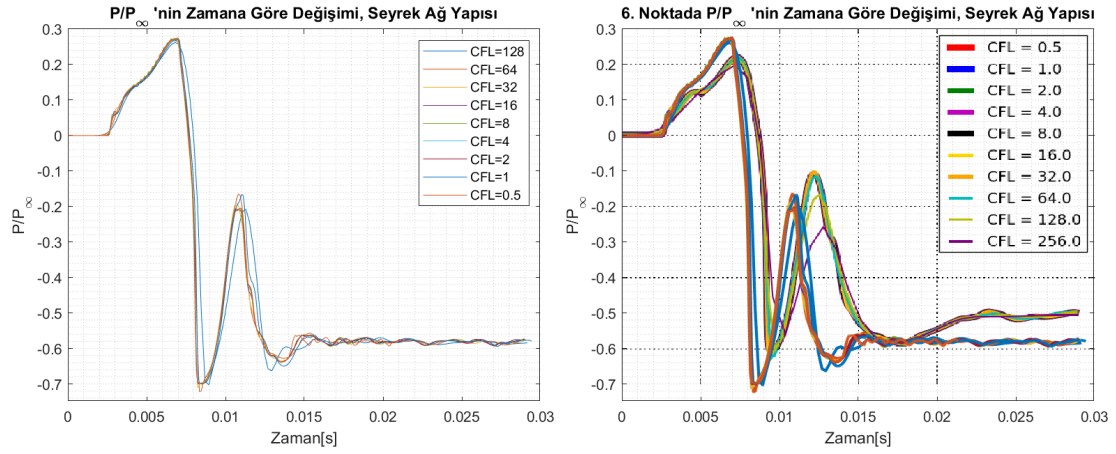 P/P∞ 'nin Zamana Göre Değişimi, Seyrek Ağ Yapısı
0.3
0.2
0.1
0
-0.1
-0.2
-0.3
-0.4
-0.5
-0.6
-0.7
P/P∞
0
0.005
0.01
0.015
0.02
0.025
0.03
Zaman[s]
CFL=128
CFL=64
CFL=32
CFL=16
CFL=8
CFL=4
CFL=2
CFL=1
CFL=0.5
6. Noktada P/P∞ 'nin Zamana Göre Değişimi, Seyrek Ağ Yapısı
0.3
0.2
0.1
0
-0.1
-0.2
-0.3
-0.4
-0.5
-0.6
-0.7
P/P∞
0
0.005
0.01
0.015
0.02
0.025
0.03
Zaman[s]
CFL = 0.5
CFL = 1.0
CFL = 2.0
CFL = 4.0
CFL = 8.0
CFL = 16.0
CFL = 32.0
CFL = 64.0
CFL = 128.0
CFL = 256.0